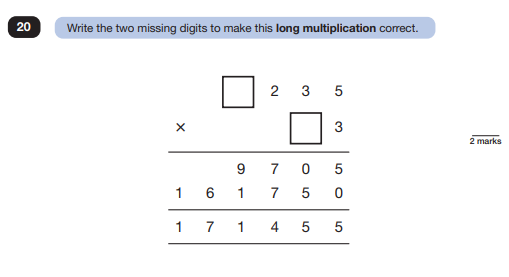 20 Write the two missing digits to make this long multiplication correct.
2 3 5
× 3
2 marks
9 7 0 5
1 6 1 7 5 0
1 7 1 4 5 5